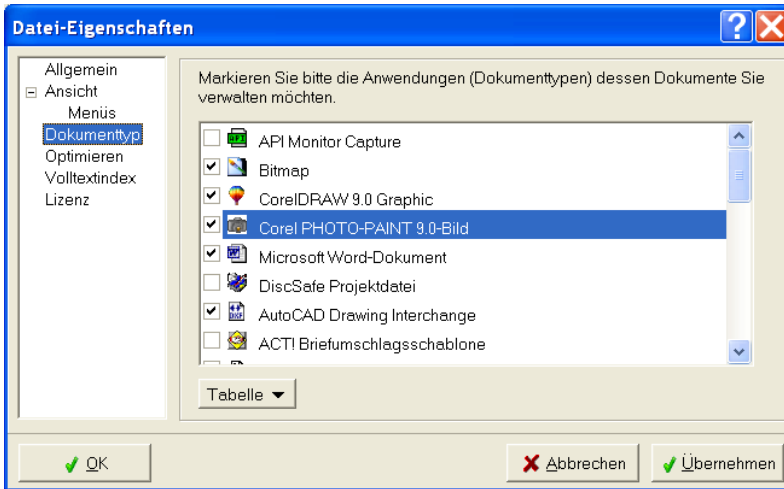 Datei-Eigenschaften
Allgemein
Ansicht
Menüs
Dokumenttyp
Optimieren
Volltextindex
Lizenz
Markieren Sie bitte die Anwendungen (Dokumenttypen) dessen Dokumente Sie
verwalten möchten.
API Monitor Capture
Bitmap
CorelDRAW 9.0 Graphic
Corel PHOTO-PAINT 9.0-Bild
Microsoft Word-Dokument
DiscSafe Projektdatei
AutoCAD Drawing Interchange
ACT! Briefumschlagsschablone
Tabelle
OK
Abbrechen
Übernehmen